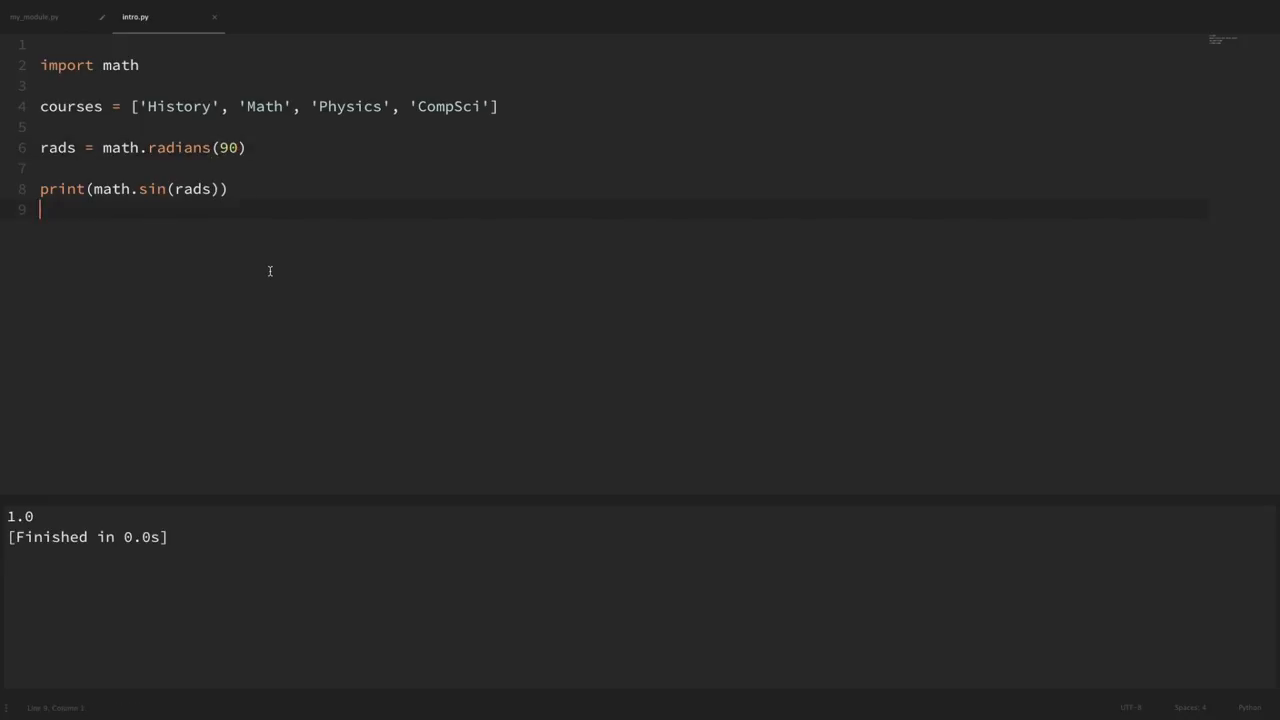 my_module.py
intro.py ×
1
2 import math
3
4 courses = ['History', 'Math', 'Physics', 'CompSci']
5
6 rads = math.radians(90)
7
8 print(math.sin(rads))
9
1.0
[Finished in 0.0s]
Line 9, Column 1
UTF-8
Spaces: 4
Python